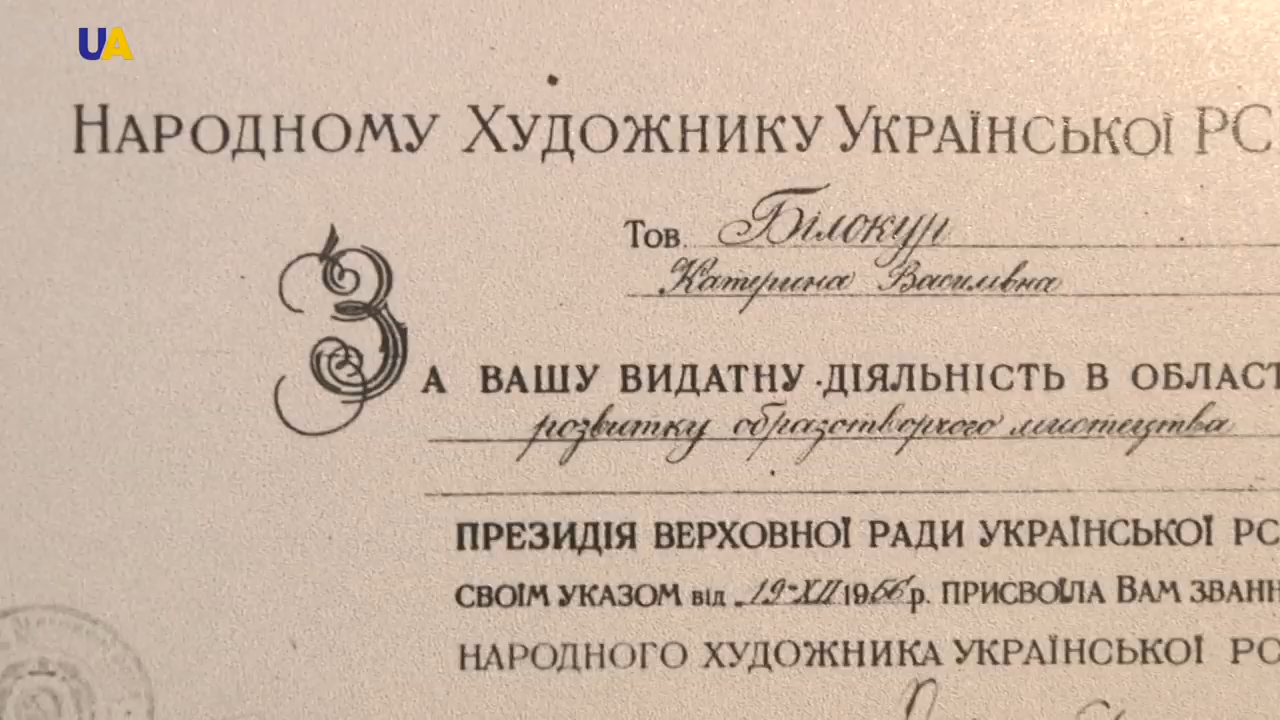 UA
НАРОДНОМУ ХУДОЖНИКУ УКРАЇНСЬКОЇ РС
Тов. Білокур
Катерина Василівна
ЗА ВАШУ ВИДАТНУ ДІЯЛЬНІСТЬ В ОБЛАСТ
розвитку образотворчого мистецтва
ПРЕЗИДІЯ ВЕРХОВНОЇ РАДИ УКРАЇНСЬКОЇ РС
СВОЇМ УКАЗОМ від „19-XII 1956 р. ПРИСВОЇЛА ВАМ ЗВАНН
НАРОДНОГО ХУДОЖНИКА УКРАЇНСЬКОЇ РС